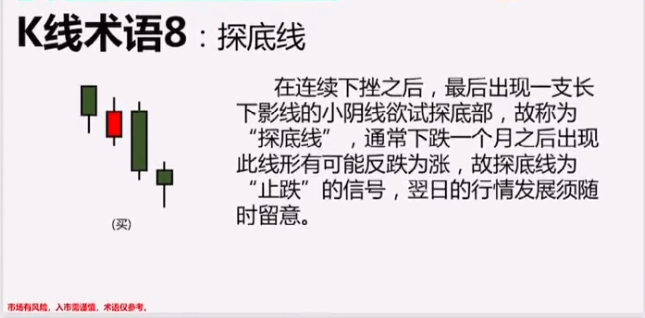 K线术语8：探底线
在连续下挫之后，最后出现一支长
下影线的小阴线欲试探底部，故称为
“探底线”，通常下跌一个月之后出现
此线形有可能反跌为涨，故探底线为
“止跌”的信号，翌日的行情发展须随
时留意。
(买)
市场有风险，入市需谨慎，术语仅参考。